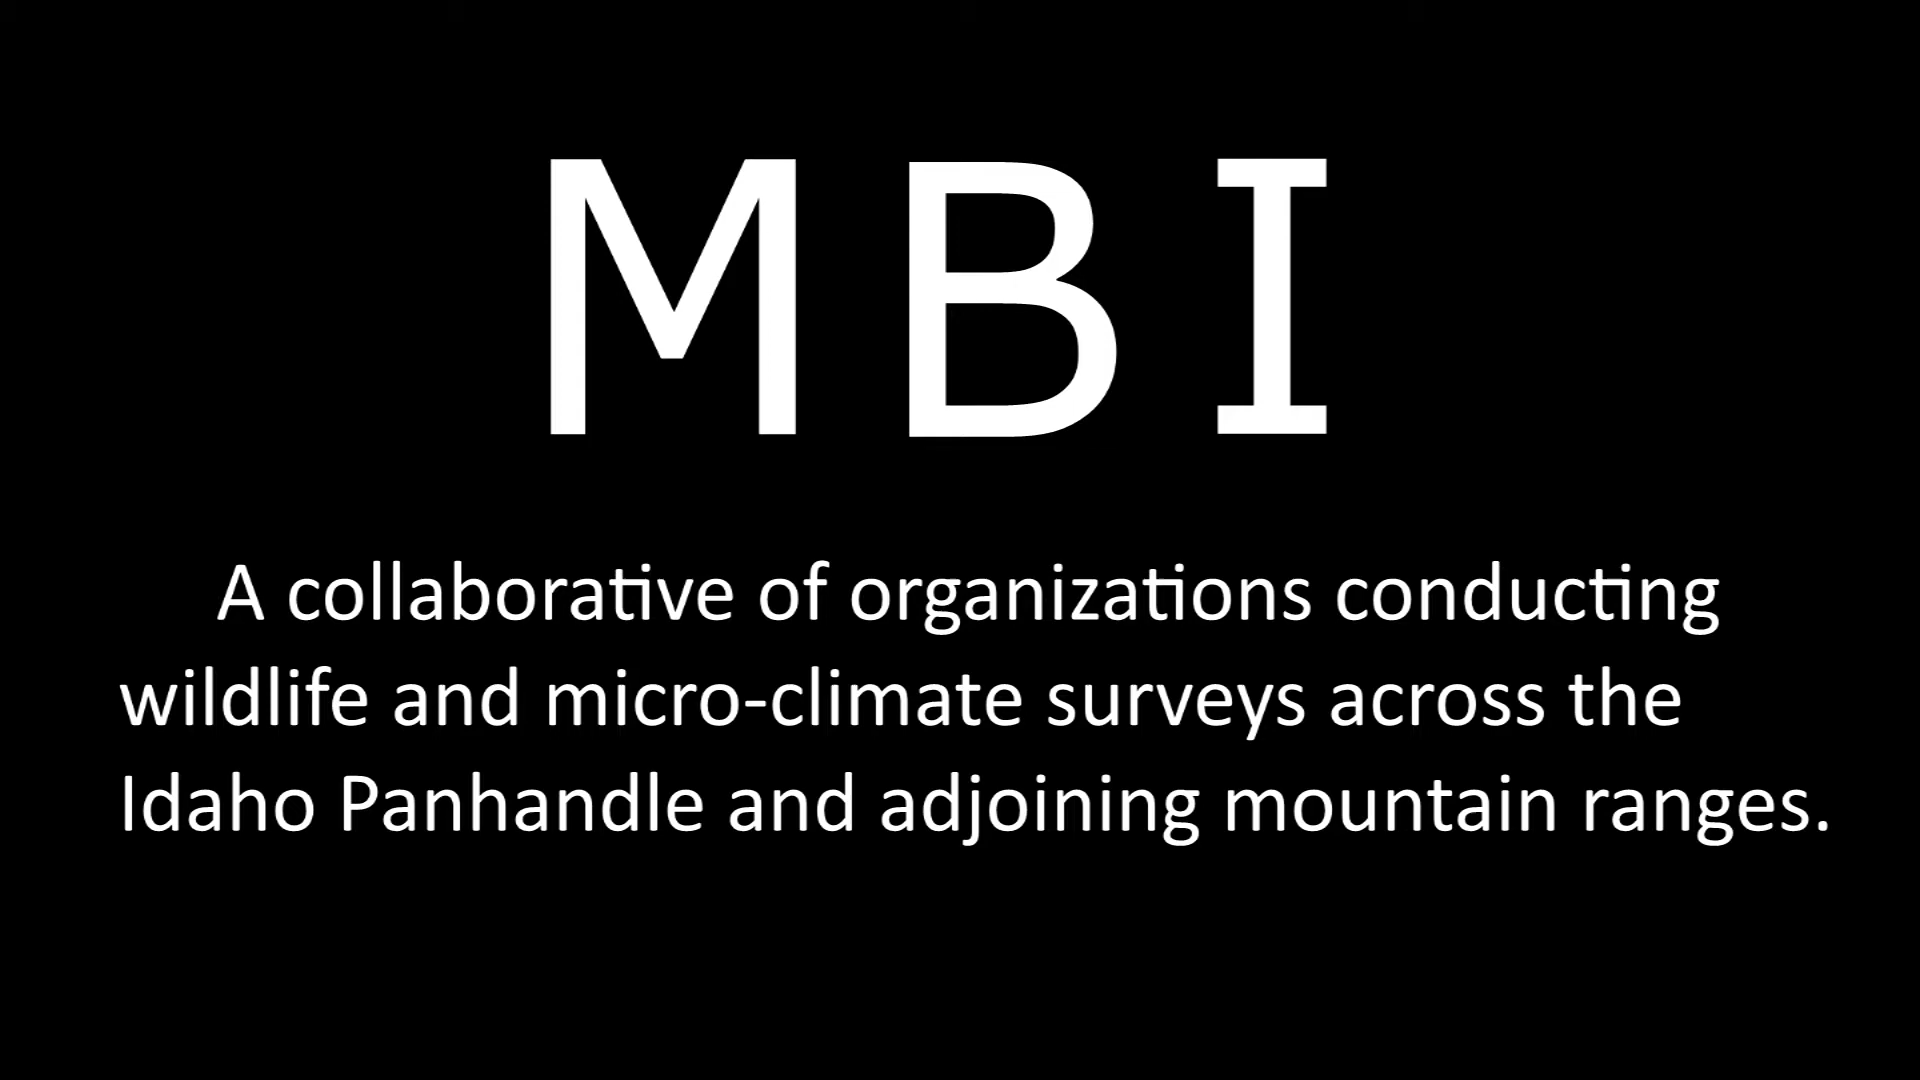 MBI
A collaborative of organizations conducting
wildlife and micro-climate surveys across the
Idaho Panhandle and adjoining mountain ranges.